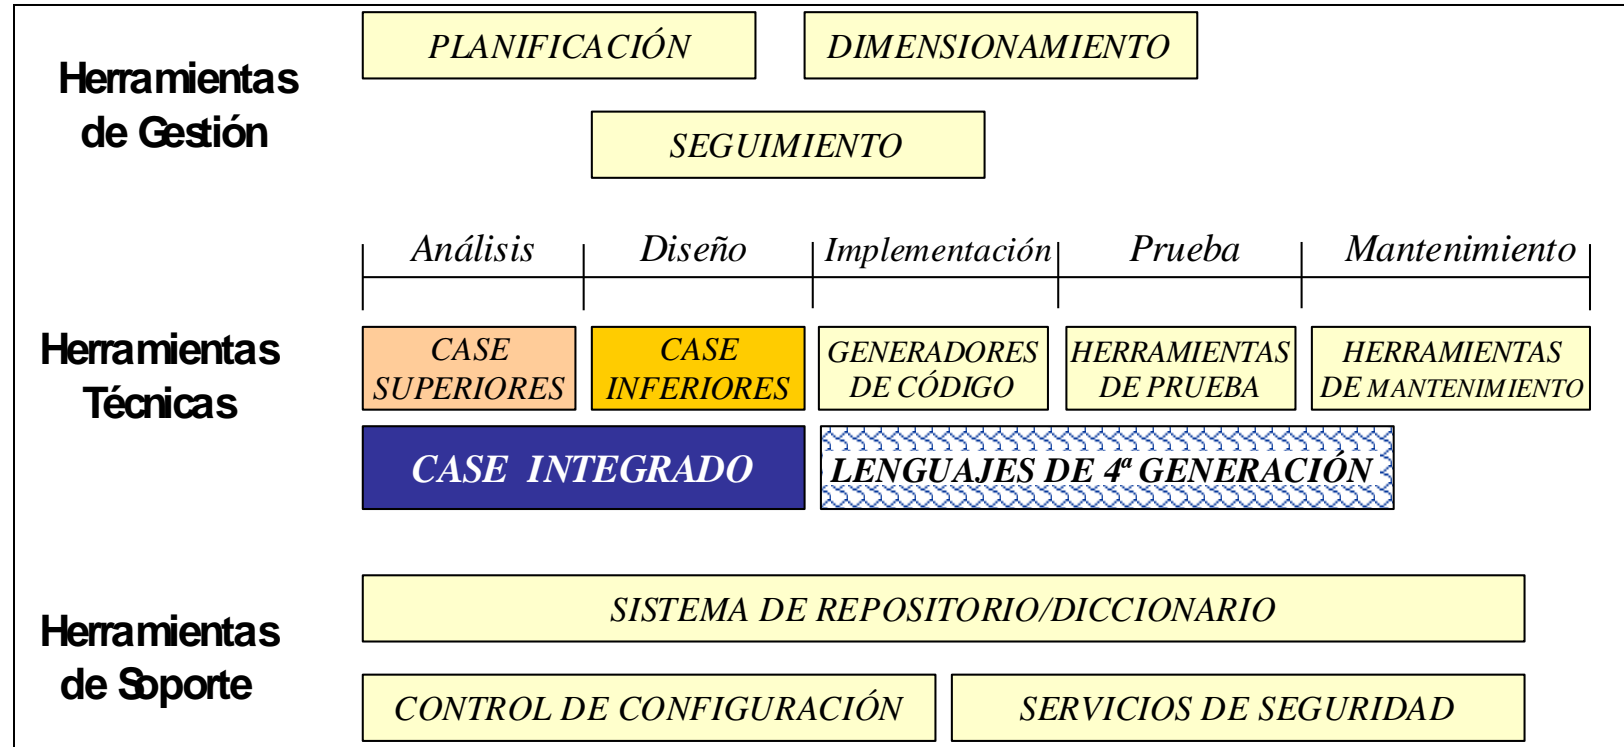 Herramientas
de Gestión
PLANIFICACIÓN
DIMENSIONAMIENTO
SEGUIMIENTO
Análisis
Diseño
Implementación
Prueba
Mantenimiento
Herramientas
Técnicas
CASE
SUPERIORES
CASE
INFERIORES
GENERADORES
DE CÓDIGO
HERRAMIENTAS
DE PRUEBA
HERRAMIENTAS
DE MANTENIMIENTO
CASE INTEGRADO
LENGUAJES DE 4ª GENERACIÓN
Herramientas
de Soporte
SISTEMA DE REPOSITORIO/DICCIONARIO
CONTROL DE CONFIGURACIÓN
SERVICIOS DE SEGURIDAD